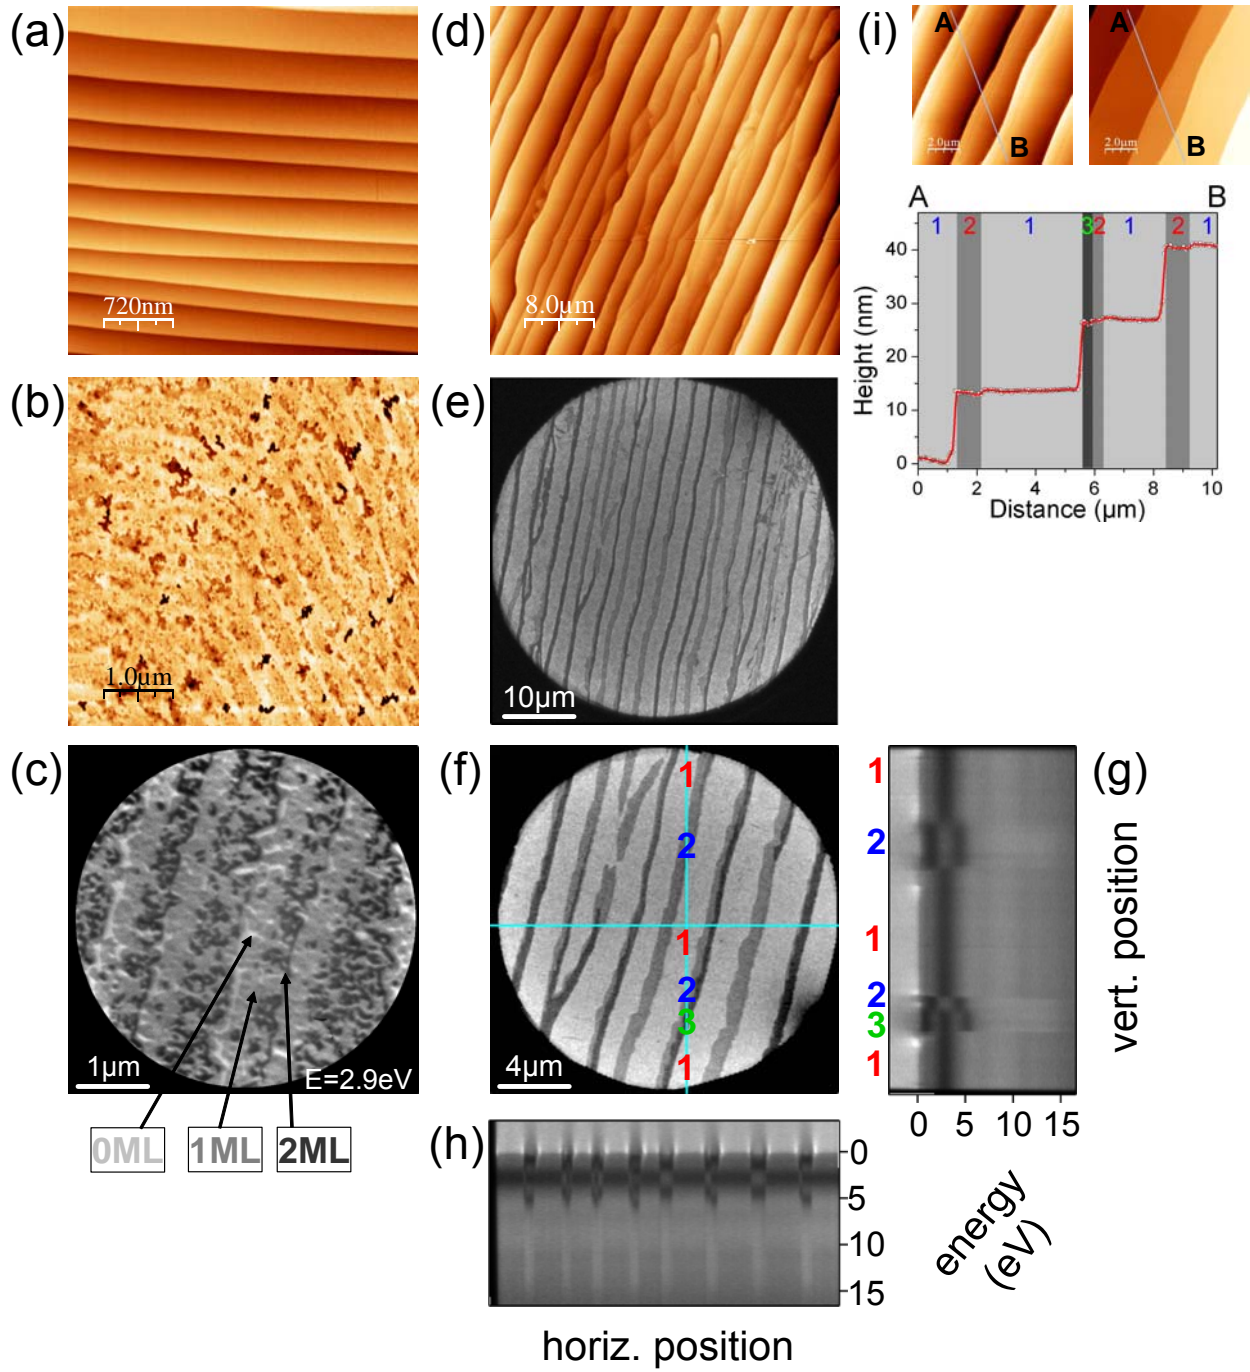 (a)
720nm
(b)
1.0µm
(c)
1µm
E=2.9eV
0ML
1ML
2ML
(d)
8.0µm
(e)
10µm
(f)
1
2
1
2
3
1
4µm
(g)
1
2
1
2
3
1
vert. position
0 5 10 15
energy
(eV)
(h)
0
5
10
15
horiz. position
(i)
A
B
2.0µm
A
B
2.0µm
A B
1 2 1 3 2 1 2 1
40
30
20
10
0
Height (nm)
0 2 4 6 8 10
Distance (µm)